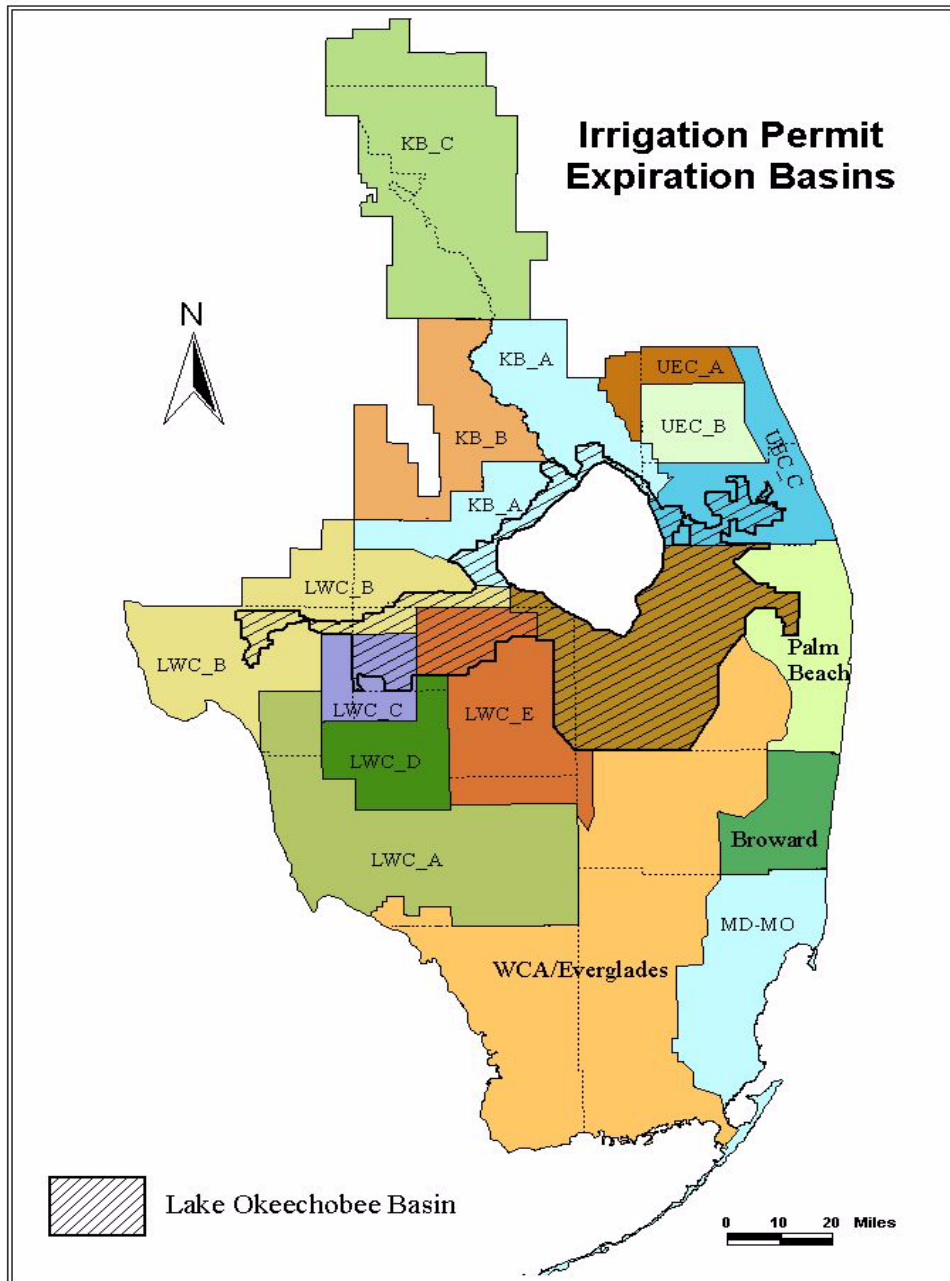 Irrigation Permit
Expiration Basins
KB_C
N
KB_A
UEC_A
UEC_B
UEC_C
KB_B
KB_A
LWC_B
LWC_B
Palm
Beach
LWC_C
LWC_E
LWC_D
Broward
LWC_A
MD-MO
WCA/Everglades
Lake Okeechobee Basin
0 10 20 Miles